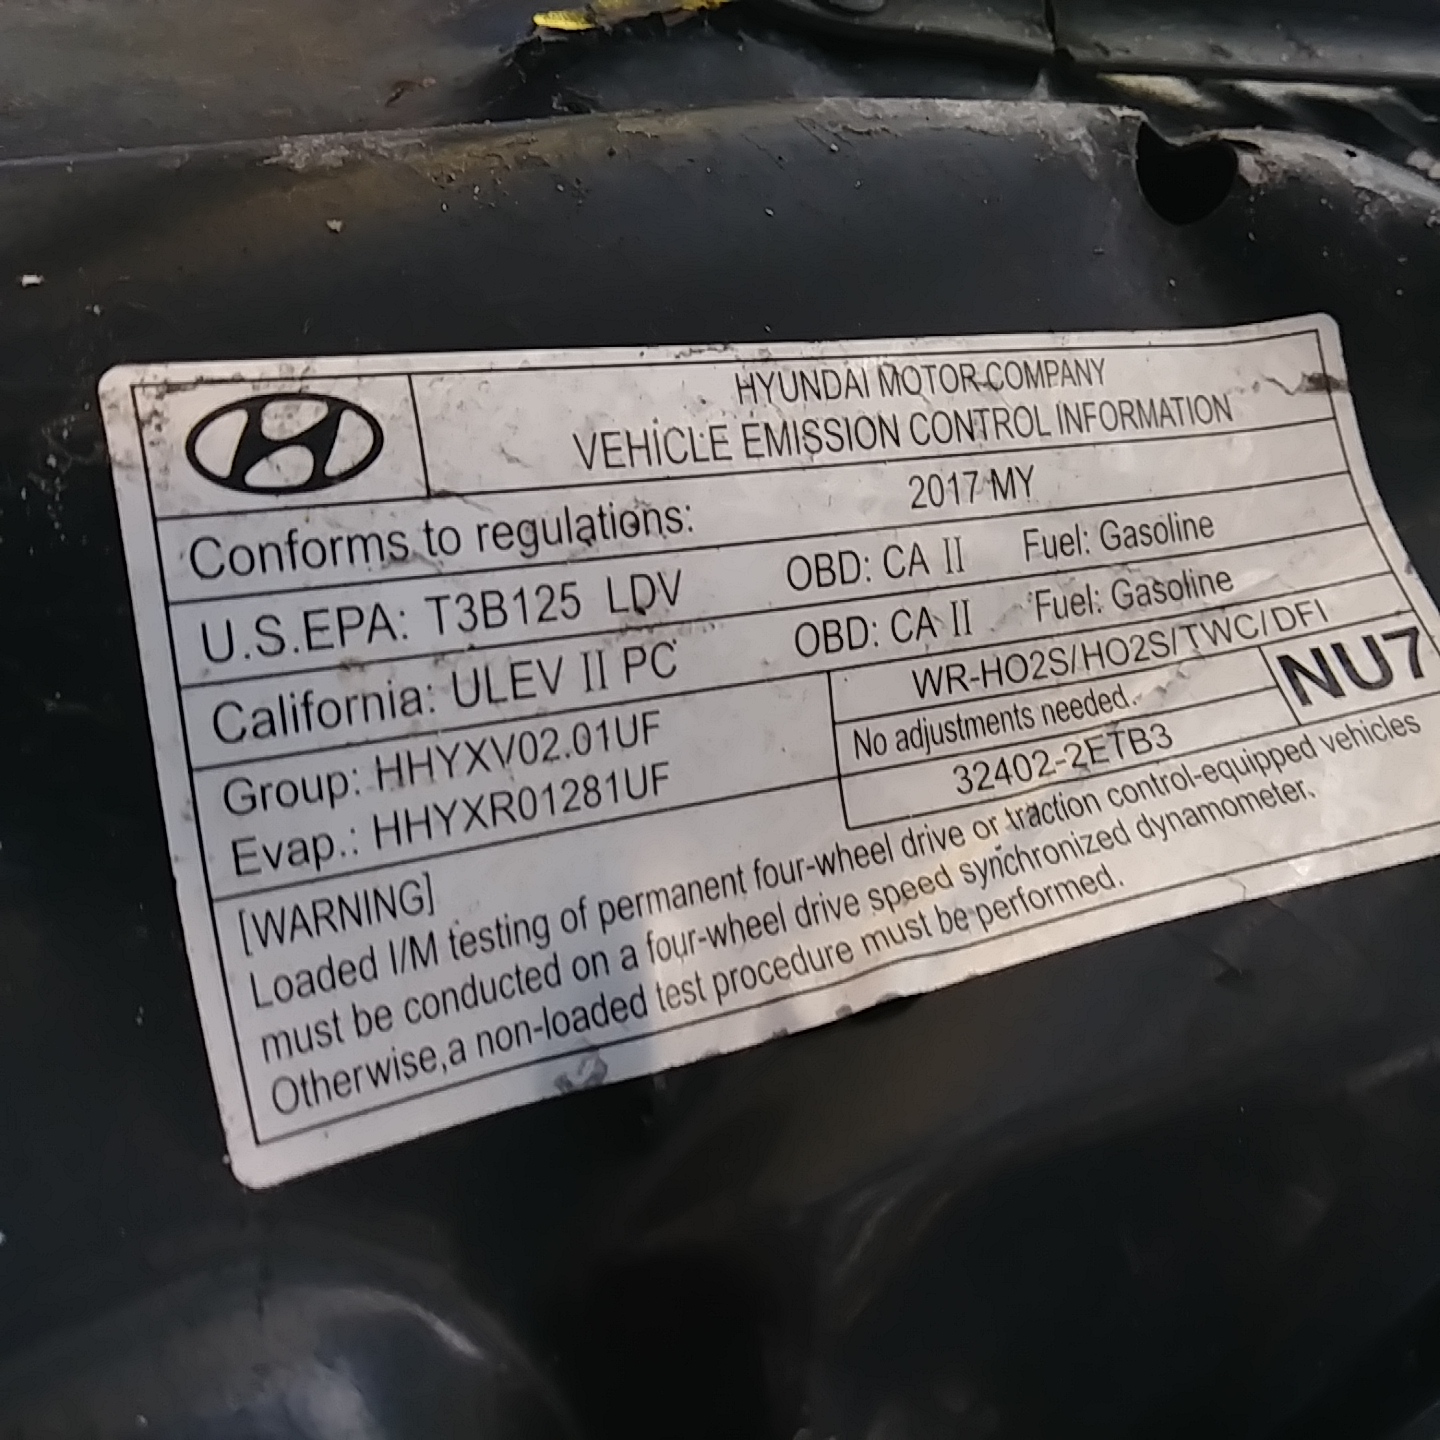 HYUNDAI MOTOR COMPANY
VEHICLE EMISSION CONTROL INFORMATION
Conforms to regulations: 2017 MY
U.S.EPA: T3B125 LDV OBD: CA II Fuel: Gasoline
California: ULEV II PC OBD: CA II Fuel: Gasoline
Group: HHYXV02.01UF
Evap.: HHYXR01281UF
WR-HO2S/HO2S/TWC/DFI
No adjustments needed.
32402-2ETB3
NU7
[WARNING]
Loaded I/M testing of permanent four-wheel drive or traction control-equipped vehicles
must be conducted on a four-wheel drive speed synchronized dynamometer.
Otherwise,a non-loaded test procedure must be performed.